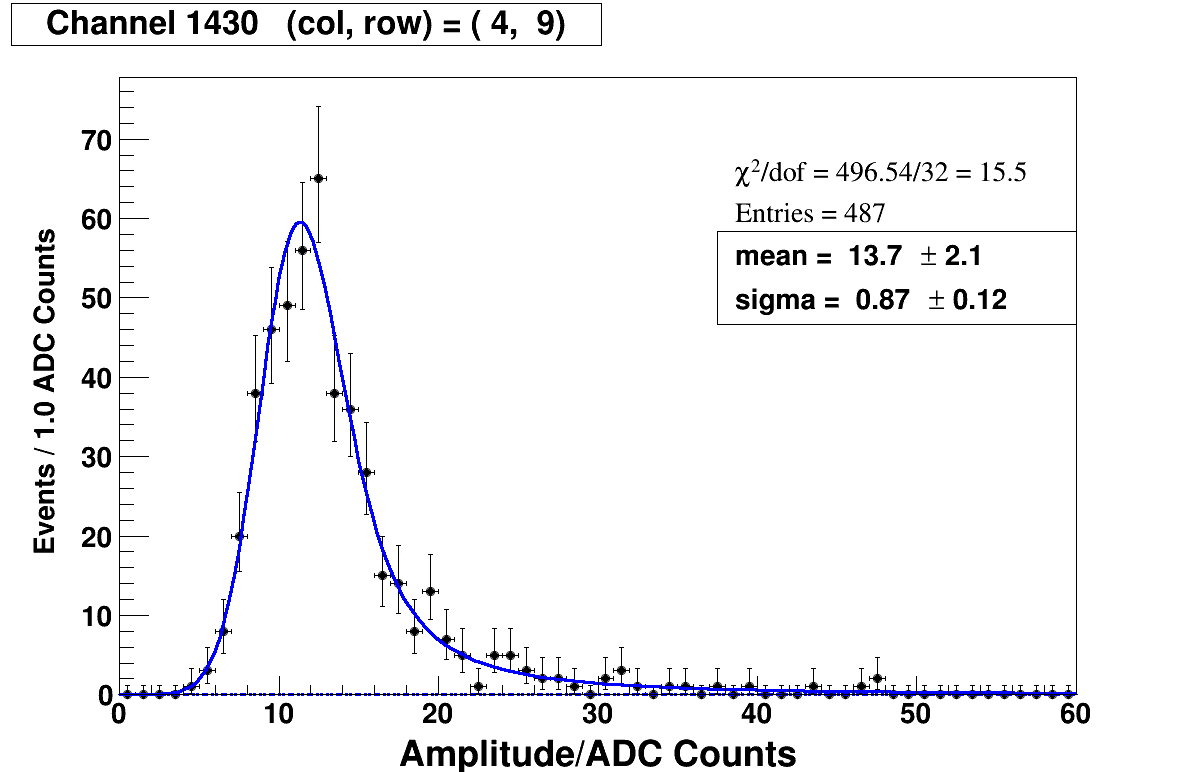 Channel 1430 (col, row) = ( 4, 9)
χ²/dof = 496.54/32 = 15.5
Entries = 487
mean = 13.7 ± 2.1
sigma = 0.87 ± 0.12
Events / 1.0 ADC Counts
70
60
50
40
30
20
10
0
0 10 20 30 40 50 60
Amplitude/ADC Counts